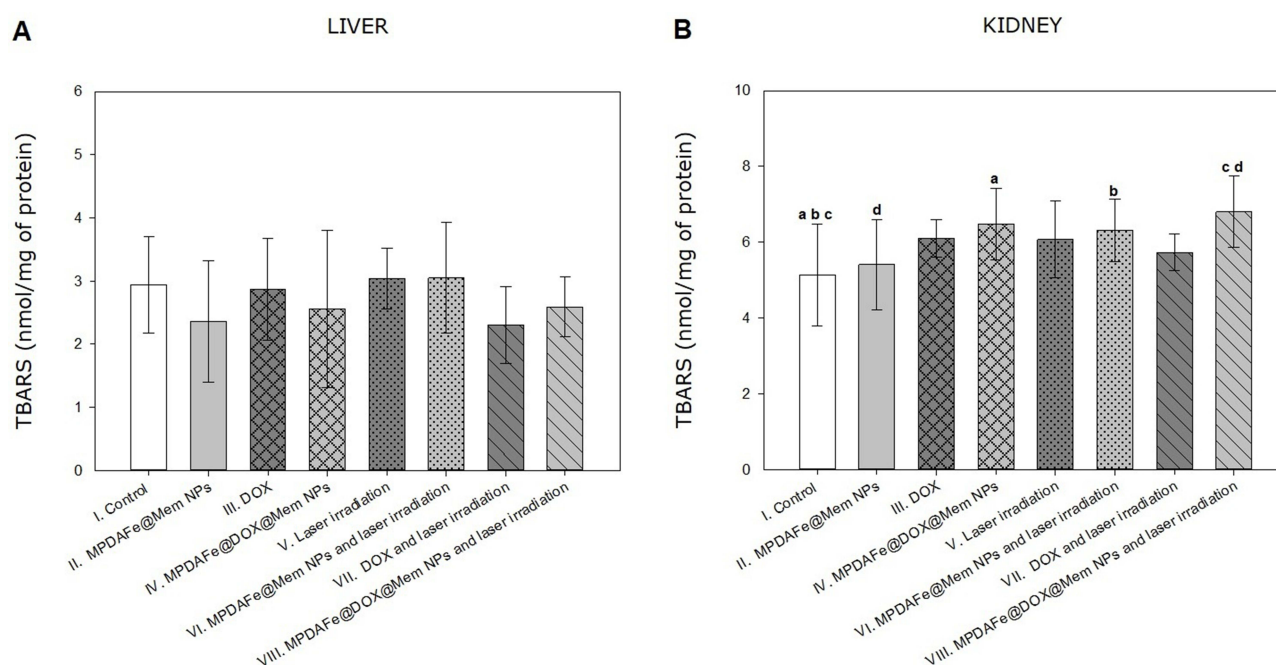 A
LIVER
TBARS (nmol/mg of protein)
6
5
4
3
2
1
0
I. Control
II. MPDAFe@Mem NPs
III. DOX
IV. MPDAFe@DOX@Mem NPs
V. Laser irradiation
VI. MPDAFe@Mem NPs and laser irradiation
VII. DOX and laser irradiation
VIII. MPDAFe@DOX@Mem NPs and laser irradiation
B
KIDNEY
TBARS (nmol/mg of protein)
10
8
6
4
2
0
a b c
d
a
b
c d
I. Control
II. MPDAFe@Mem NPs
III. DOX
IV. MPDAFe@DOX@Mem NPs
V. Laser irradiation
VI. MPDAFe@Mem NPs and laser irradiation
VII. DOX and laser irradiation
VIII. MPDAFe@DOX@Mem NPs and laser irradiation